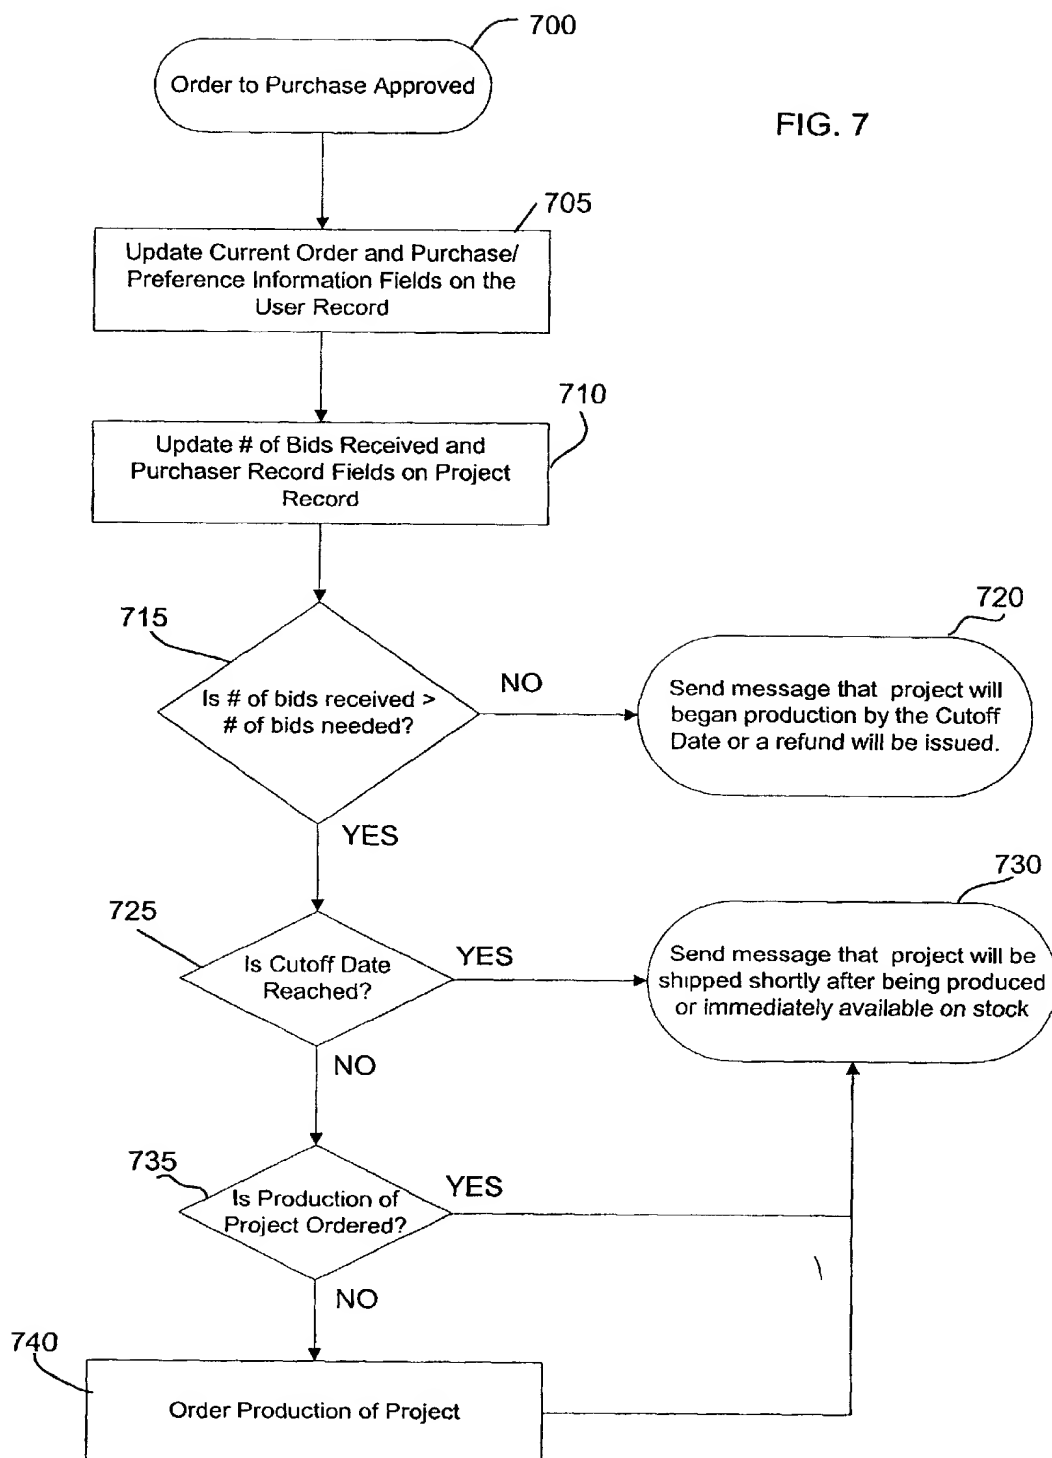 700
Order to Purchase Approved
FIG. 7
705
Update Current Order and Purchase/
Preference Information Fields on the
User Record
710
Update # of Bids Received and
Purchaser Record Fields on Project
Record
715
Is # of bids received >
# of bids needed?
NO
720
Send message that project will
began production by the Cutoff
Date or a refund will be issued.
YES
725
Is Cutoff Date
Reached?
YES
730
Send message that project will be
shipped shortly after being produced
or immediately available on stock
NO
735
Is Production of
Project Ordered?
YES
NO
740
Order Production of Project